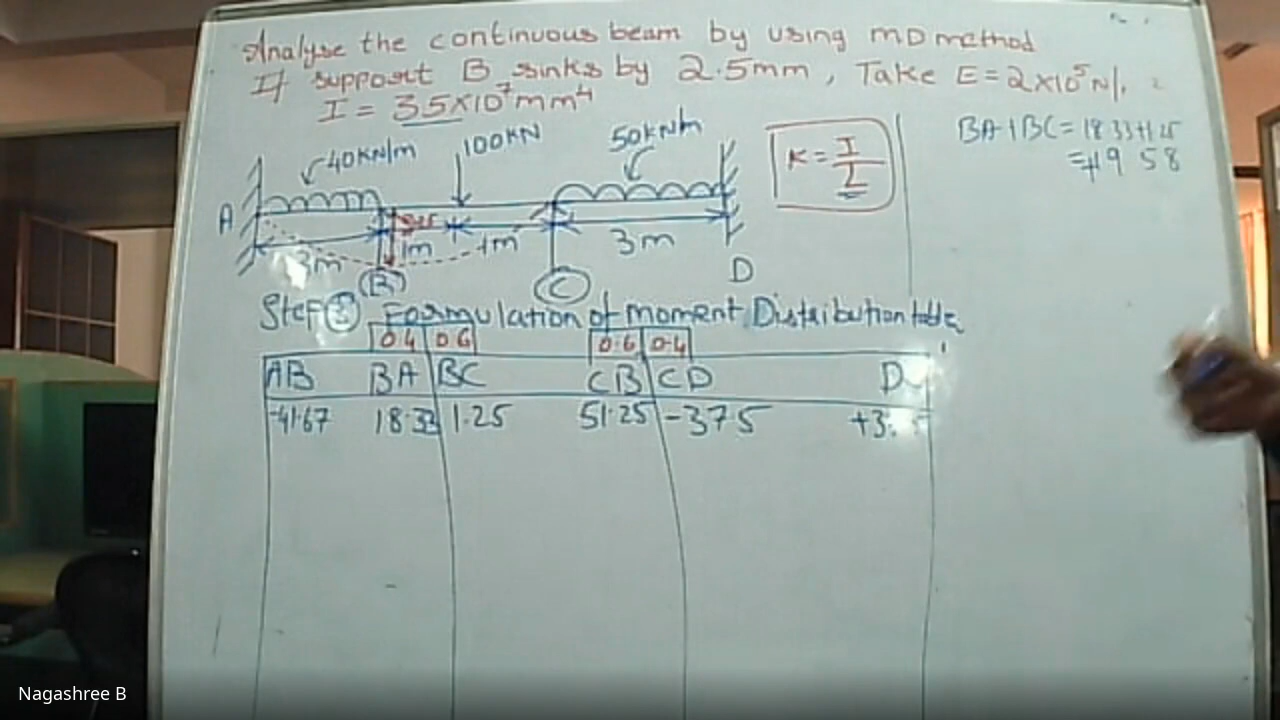 Analyse the continuous beam by using MD method
If support B sinks by 2.5mm, Take E = 2×10⁵ N/
I = 3.5×10⁷ mm⁴
40KN/m
100KN
50KN/m
K = I/L
BA+BC = 18.33+1.25
= +19.58
A
3m
1m
1m
3m
B
C
D
Step Formulation of moment Distribution table
0.4 0.6 0.6 0.4
AB BA BC CB CD D
-41.67 18.33 1.25 51.25 -37.5 +3
Nagashree B